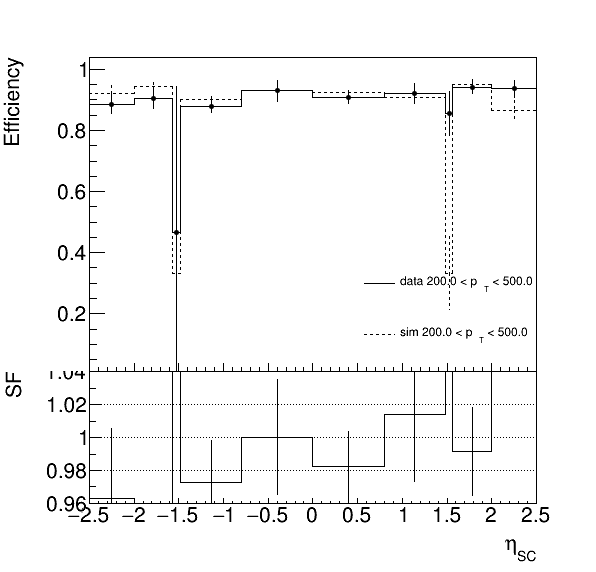 Efficiency
1
0.8
0.6
0.4
0.2
data 200.0 < p T < 500.0
sim 200.0 < p T < 500.0
SF
1.04
1.02
1
0.98
0.96
−2.5 −2 −1.5 −1 −0.5 0 0.5 1 1.5 2 2.5
ηSC